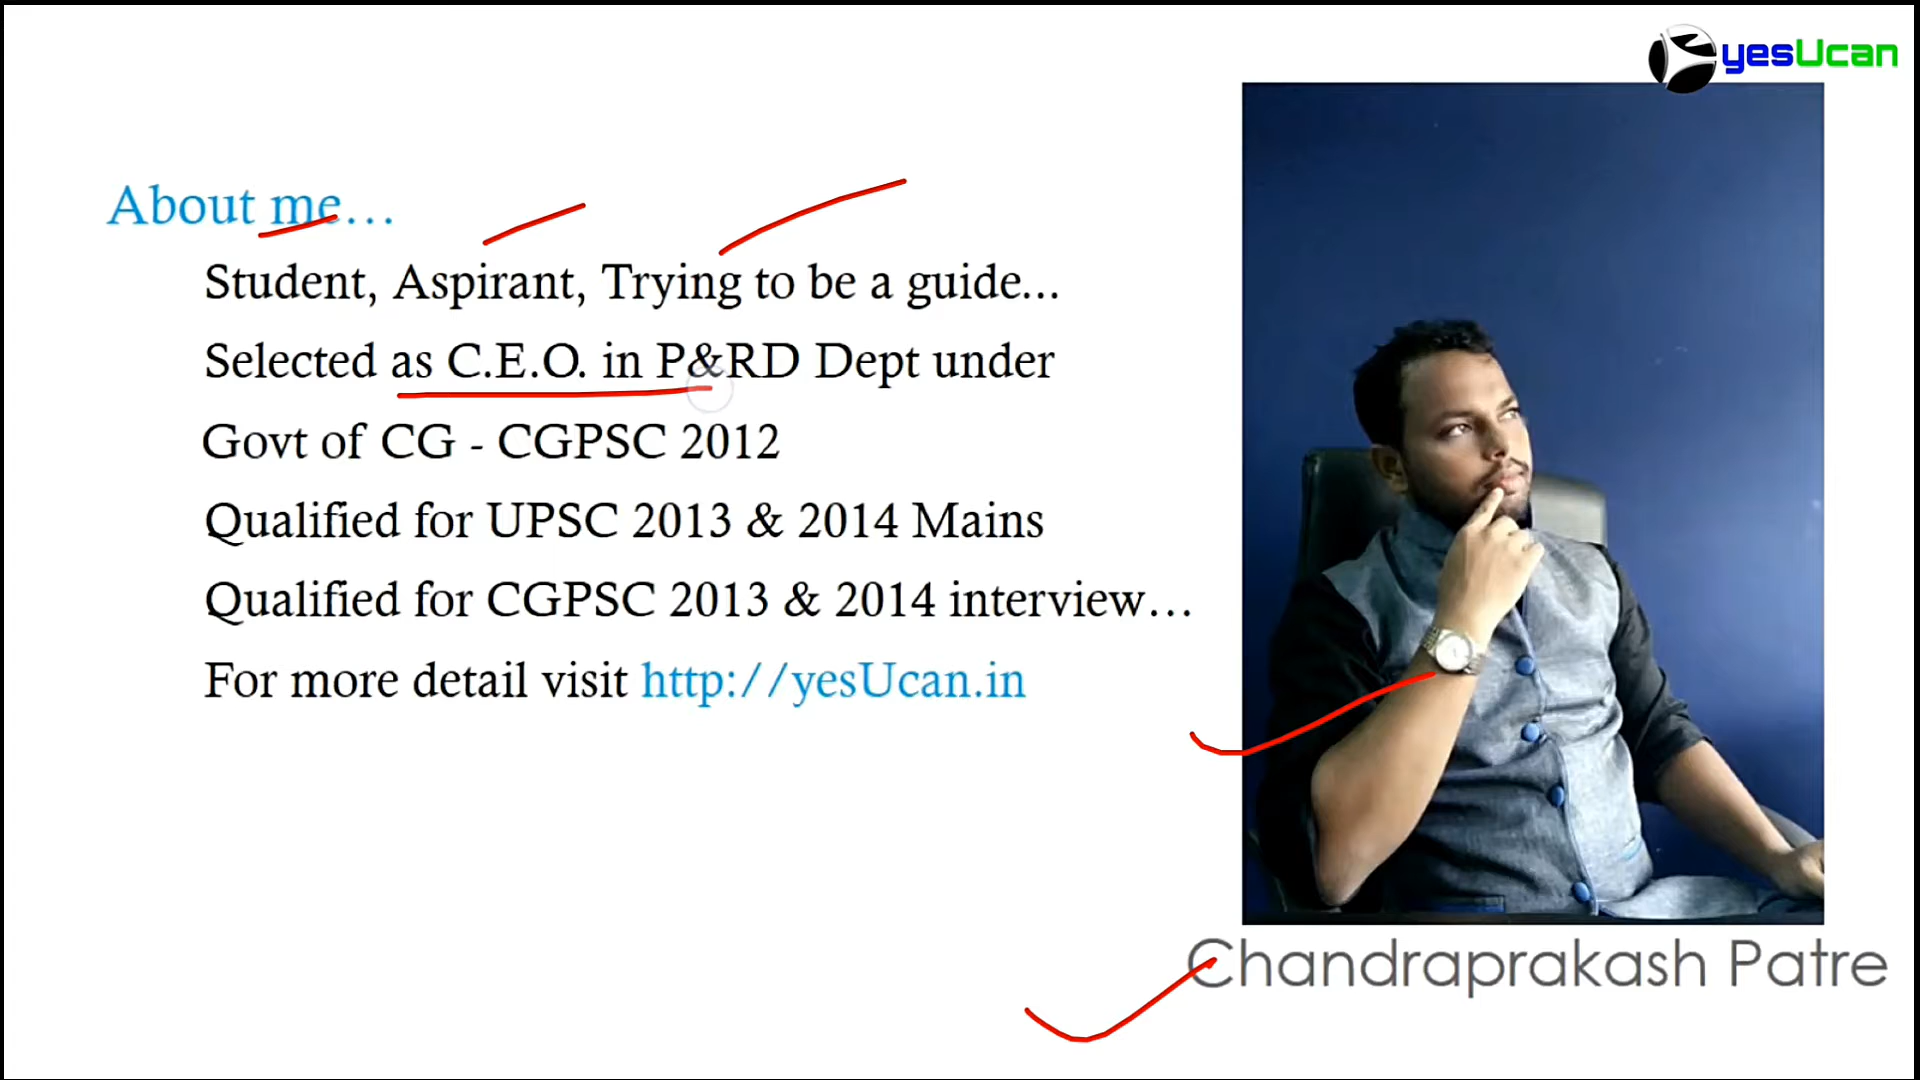 yesUcan
About me...
Student, Aspirant, Trying to be a guide...
Selected as C.E.O. in P&RD Dept under
Govt of CG - CGPSC 2012
Qualified for UPSC 2013 & 2014 Mains
Qualified for CGPSC 2013 & 2014 interview...
For more detail visit http://yesUcan.in
Chandraprakash Patre